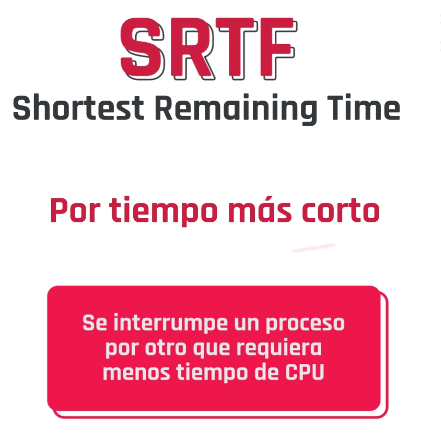 SRTF
Shortest Remaining Time
Por tiempo más corto
Se interrumpe un proceso
por otro que requiera
menos tiempo de CPU